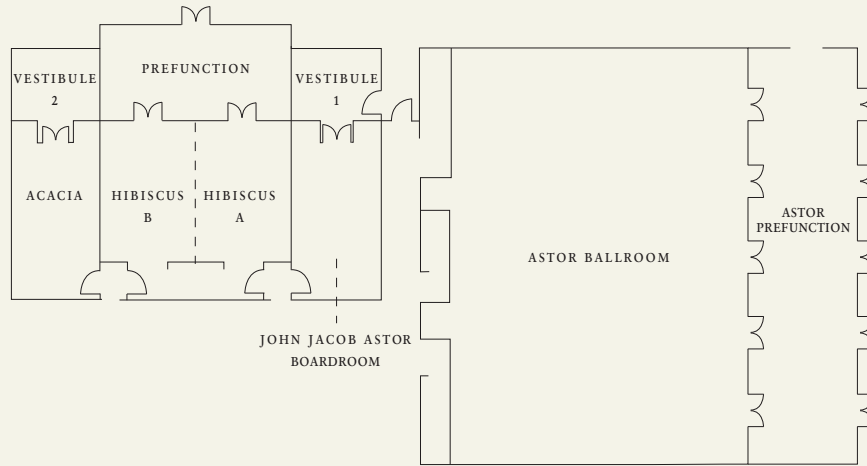 PREFUNCTION
VESTIBULE
2
VESTIBULE
1
ACACIA
HIBISCUS
B
HIBISCUS
A
ASTOR
PREFUNCTION
ASTOR BALLROOM
JOHN JACOB ASTOR
BOARDROOM